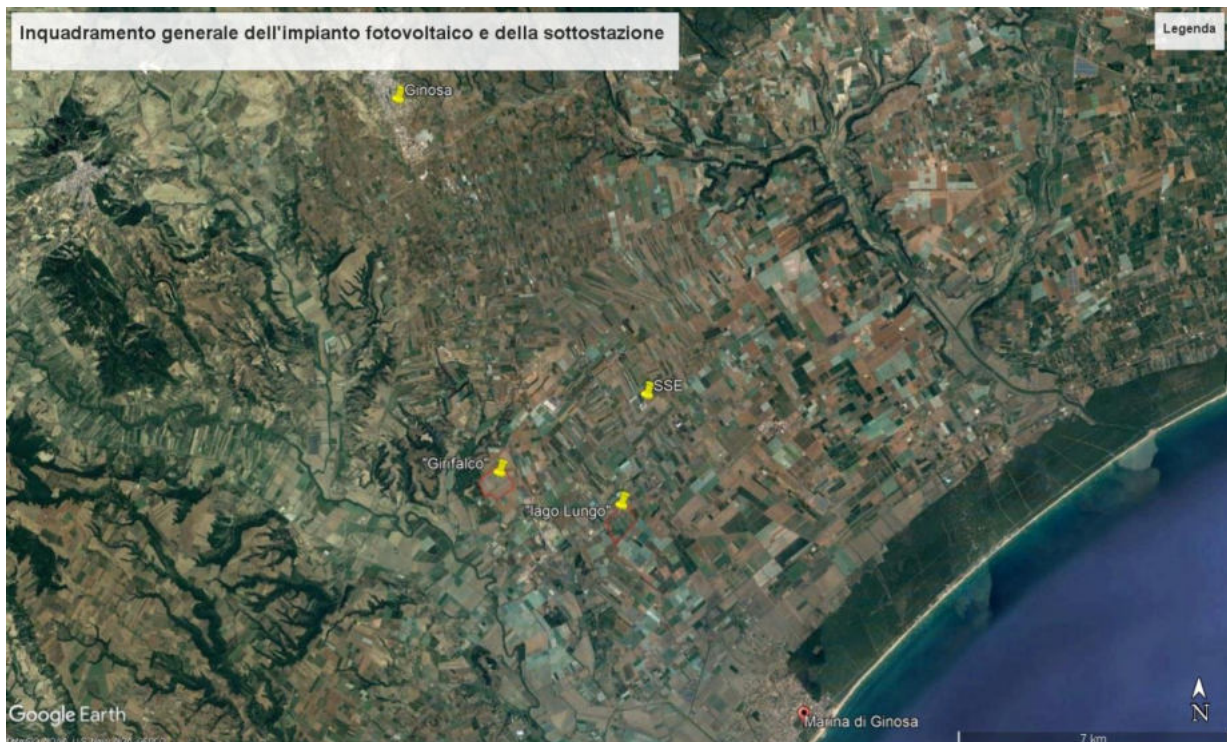 Inquadramento generale dell'impianto fotovoltaico e della sottostazione
Legenda
Ginosa
SSE
"Girifalco"
"lago Lungo"
Marina di Ginosa
Google Earth
N
7 km